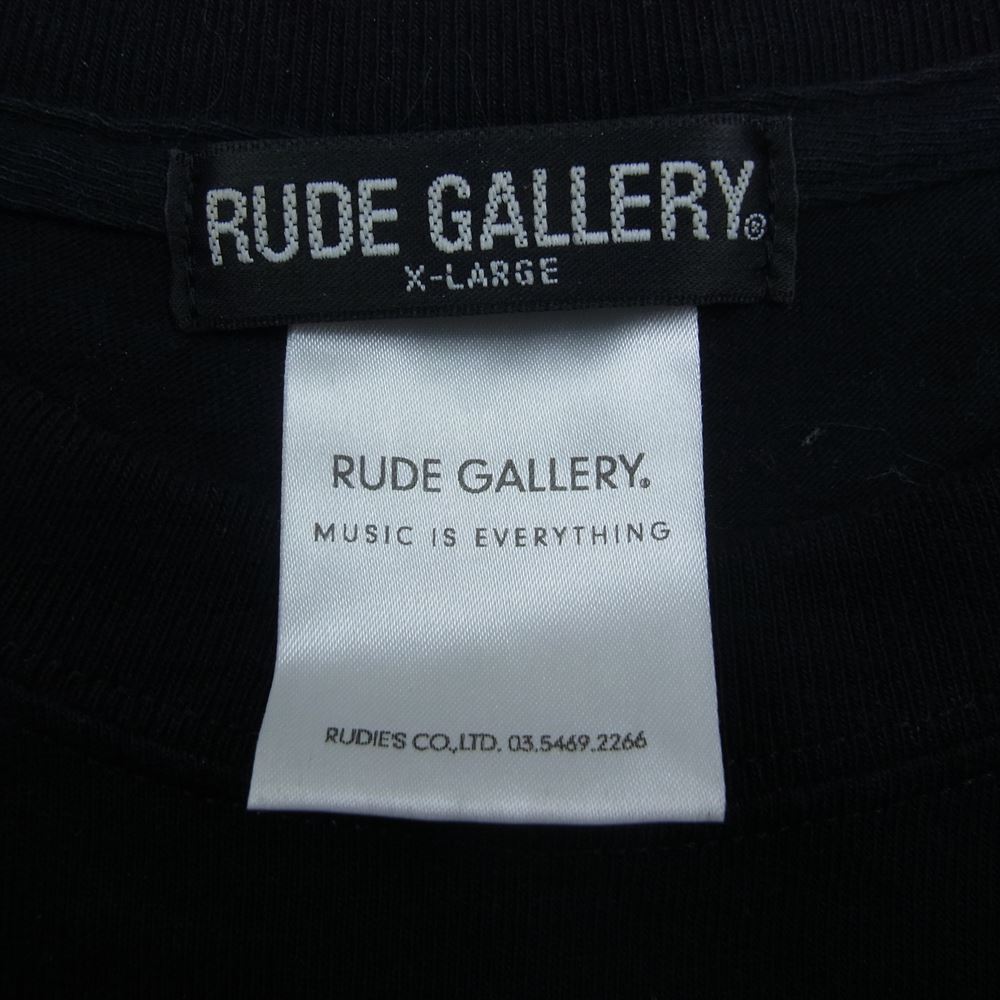 RUDE GALLERY®
X-LARGE
RUDE GALLERY.
MUSIC IS EVERYTHING
RUDIE'S CO.,LTD. 03.5469.2266